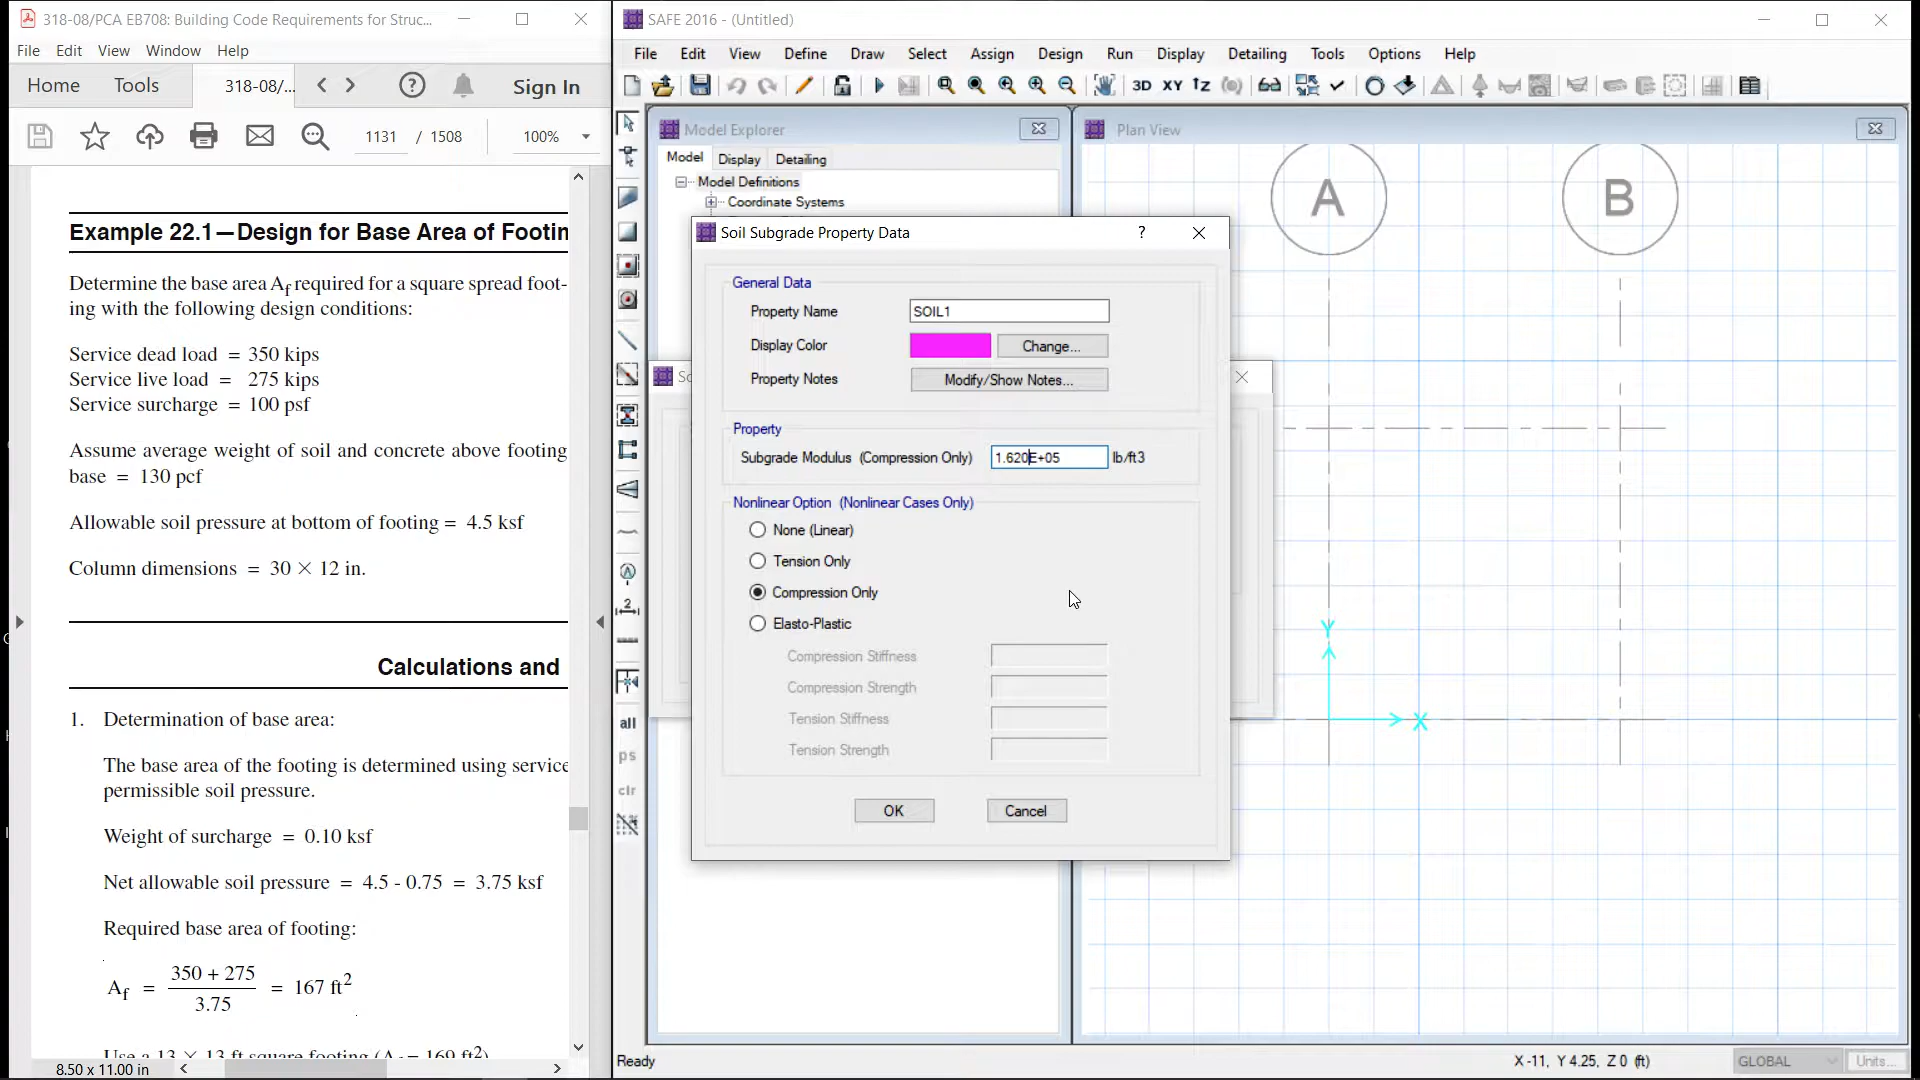 318-08/PCA EB708: Building Code Requirements for Struc...
File Edit View Window Help
Home Tools 318-08/... Sign In
1131 / 1508 100%
Example 22.1—Design for Base Area of Footin
Determine the base area Af required for a square spread foot-
ing with the following design conditions:
Service dead load = 350 kips
Service live load = 275 kips
Service surcharge = 100 psf
Assume average weight of soil and concrete above footing
base = 130 pcf
Allowable soil pressure at bottom of footing = 4.5 ksf
Column dimensions = 30 × 12 in.
Calculations and
1. Determination of base area:
The base area of the footing is determined using service
permissible soil pressure.
Weight of surcharge = 0.10 ksf
Net allowable soil pressure = 4.5 - 0.75 = 3.75 ksf
Required base area of footing:
Af = 350 + 275 / 3.75 = 167 ft2
Use a 13 × 13 ft square footing (Af = 169 ft2)
8.50 x 11.00 in
SAFE 2016 - (Untitled)
File Edit View Define Draw Select Assign Design Run Display Detailing Tools Options Help
3D XY
all
ps
clr
Model Explorer
Model Display Detailing
Model Definitions
Coordinate Systems
Plan View
A B
Y
X
So
Soil Subgrade Property Data ?
General Data
Property Name SOIL1
Display Color Change...
Property Notes Modify/Show Notes...
Property
Subgrade Modulus (Compression Only) 1.620E+05 lb/ft3
Nonlinear Option (Nonlinear Cases Only)
None (Linear)
Tension Only
Compression Only
Elasto-Plastic
Compression Stiffness
Compression Strength
Tension Stiffness
Tension Strength
OK Cancel
Ready X -11, Y 4.25, Z 0 (ft) GLOBAL Units...